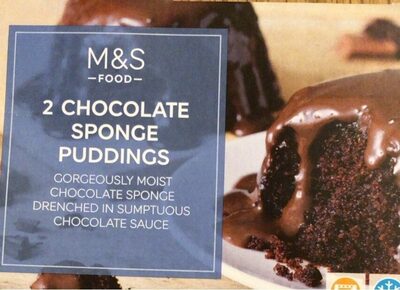 M&S
FOOD
2 CHOCOLATE
SPONGE
PUDDINGS
GORGEOUSLY MOIST
CHOCOLATE SPONGE
DRENCHED IN SUMPTUOUS
CHOCOLATE SAUCE